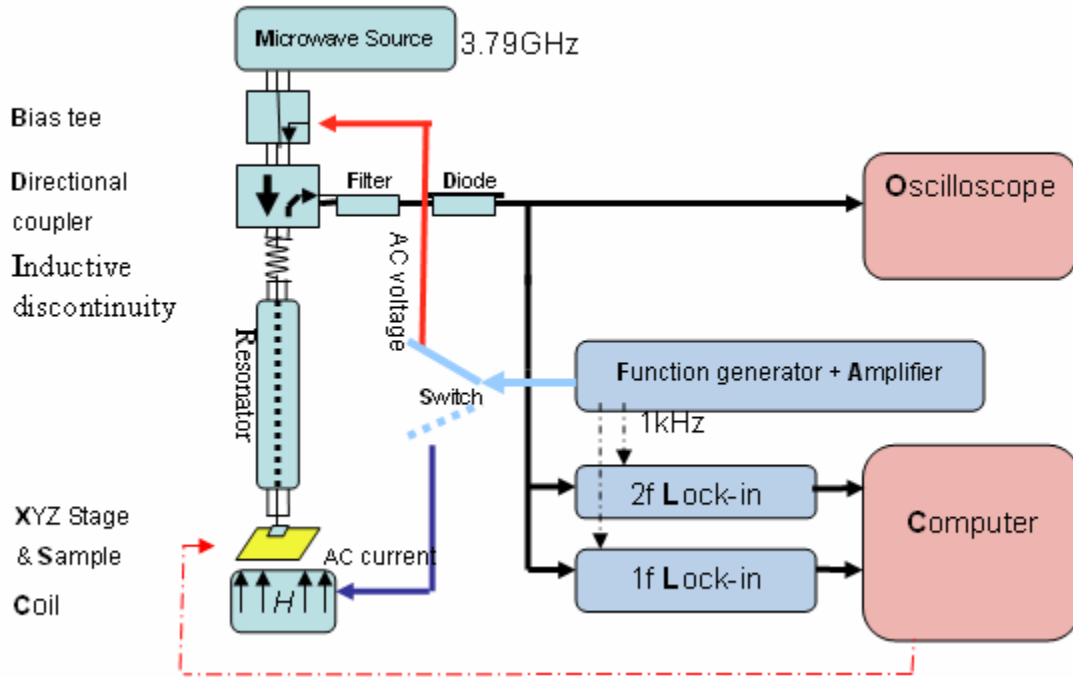 Microwave Source
3.79GHz
Bias tee
Directional
coupler
Filter
Diode
Oscilloscope
Inductive
discontinuity
AC voltage
Resonator
Function generator + Amplifier
Switch
1kHz
2f Lock-in
XYZ Stage
& Sample
AC current
Computer
1f Lock-in
Coil
H